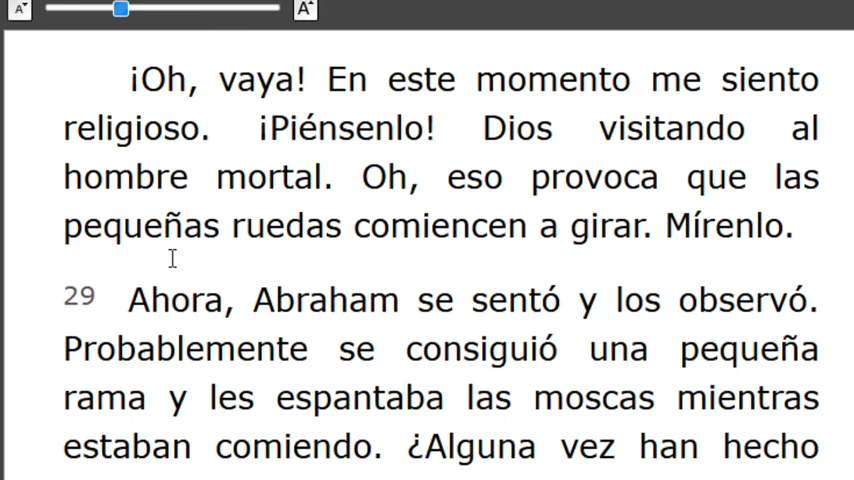 A A
¡Oh, vaya! En este momento me siento
religioso. ¡Piénsenlo! Dios visitando al
hombre mortal. Oh, eso provoca que las
pequeñas ruedas comiencen a girar. Mírenlo.
29 Ahora, Abraham se sentó y los observó.
Probablemente se consiguió una pequeña
rama y les espantaba las moscas mientras
estaban comiendo. ¿Alguna vez han hecho